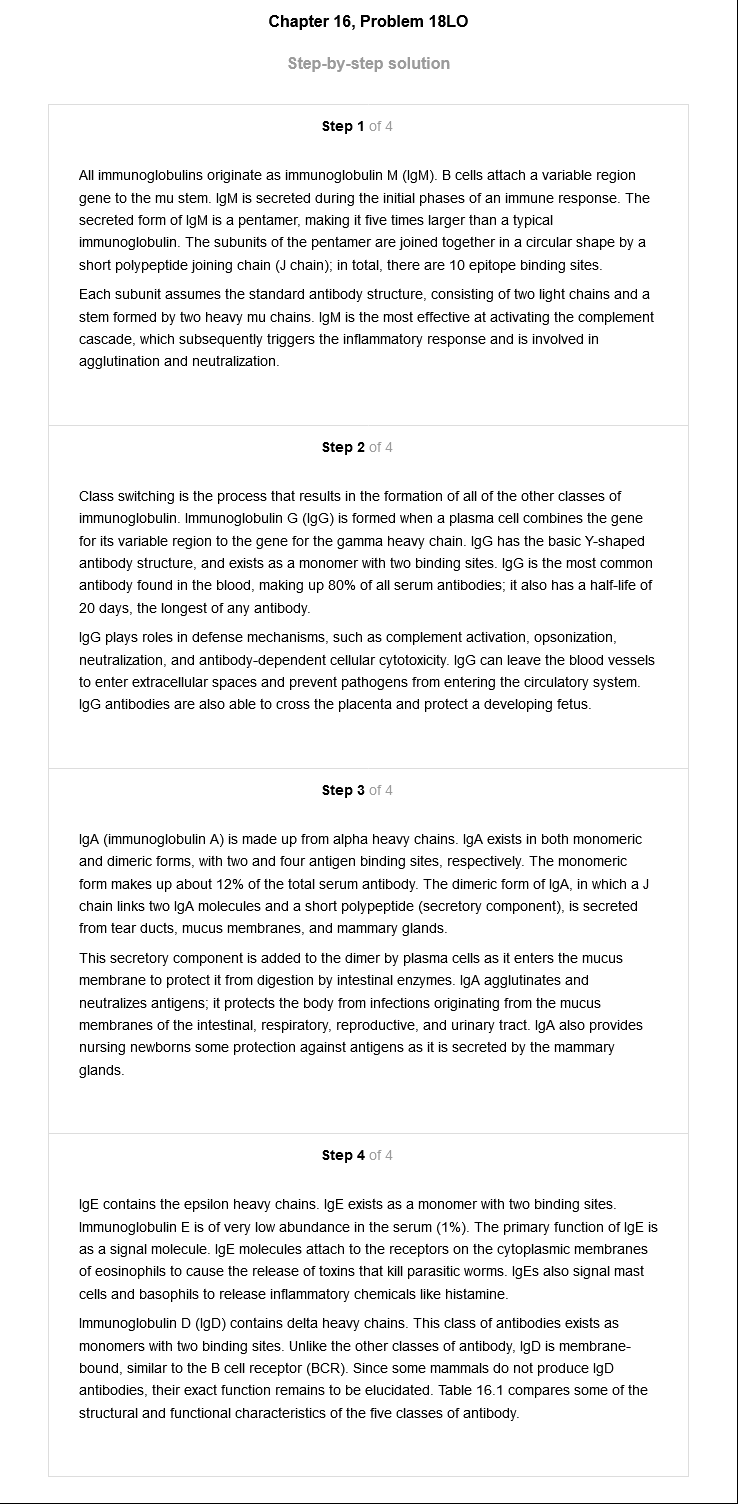 Chapter 16, Problem 18LO
Step-by-step solution
Step 1 of 4
All immunoglobulins originate as immunoglobulin M (IgM). B cells attach a variable region
gene to the mu stem. IgM is secreted during the initial phases of an immune response. The
secreted form of IgM is a pentamer, making it five times larger than a typical
immunoglobulin. The subunits of the pentamer are joined together in a circular shape by a
short polypeptide joining chain (J chain); in total, there are 10 epitope binding sites.
Each subunit assumes the standard antibody structure, consisting of two light chains and a
stem formed by two heavy mu chains. IgM is the most effective at activating the complement
cascade, which subsequently triggers the inflammatory response and is involved in
agglutination and neutralization.
Step 2 of 4
Class switching is the process that results in the formation of all of the other classes of
immunoglobulin. Immunoglobulin G (IgG) is formed when a plasma cell combines the gene
for its variable region to the gene for the gamma heavy chain. IgG has the basic Y-shaped
antibody structure, and exists as a monomer with two binding sites. IgG is the most common
antibody found in the blood, making up 80% of all serum antibodies; it also has a half-life of
20 days, the longest of any antibody.
IgG plays roles in defense mechanisms, such as complement activation, opsonization,
neutralization, and antibody-dependent cellular cytotoxicity. IgG can leave the blood vessels
to enter extracellular spaces and prevent pathogens from entering the circulatory system.
IgG antibodies are also able to cross the placenta and protect a developing fetus.
Step 3 of 4
IgA (immunoglobulin A) is made up from alpha heavy chains. IgA exists in both monomeric
and dimeric forms, with two and four antigen binding sites, respectively. The monomeric
form makes up about 12% of the total serum antibody. The dimeric form of IgA, in which a J
chain links two IgA molecules and a short polypeptide (secretory component), is secreted
from tear ducts, mucus membranes, and mammary glands.
This secretory component is added to the dimer by plasma cells as it enters the mucus
membrane to protect it from digestion by intestinal enzymes. IgA agglutinates and
neutralizes antigens; it protects the body from infections originating from the mucus
membranes of the intestinal, respiratory, reproductive, and urinary tract. IgA also provides
nursing newborns some protection against antigens as it is secreted by the mammary
glands.
Step 4 of 4
IgE contains the epsilon heavy chains. IgE exists as a monomer with two binding sites.
Immunoglobulin E is of very low abundance in the serum (1%). The primary function of IgE is
as a signal molecule. IgE molecules attach to the receptors on the cytoplasmic membranes
of eosinophils to cause the release of toxins that kill parasitic worms. IgEs also signal mast
cells and basophils to release inflammatory chemicals like histamine.
Immunoglobulin D (IgD) contains delta heavy chains. This class of antibodies exists as
monomers with two binding sites. Unlike the other classes of antibody, IgD is membrane-
bound, similar to the B cell receptor (BCR). Since some mammals do not produce IgD
antibodies, their exact function remains to be elucidated. Table 16.1 compares some of the
structural and functional characteristics of the five classes of antibody.